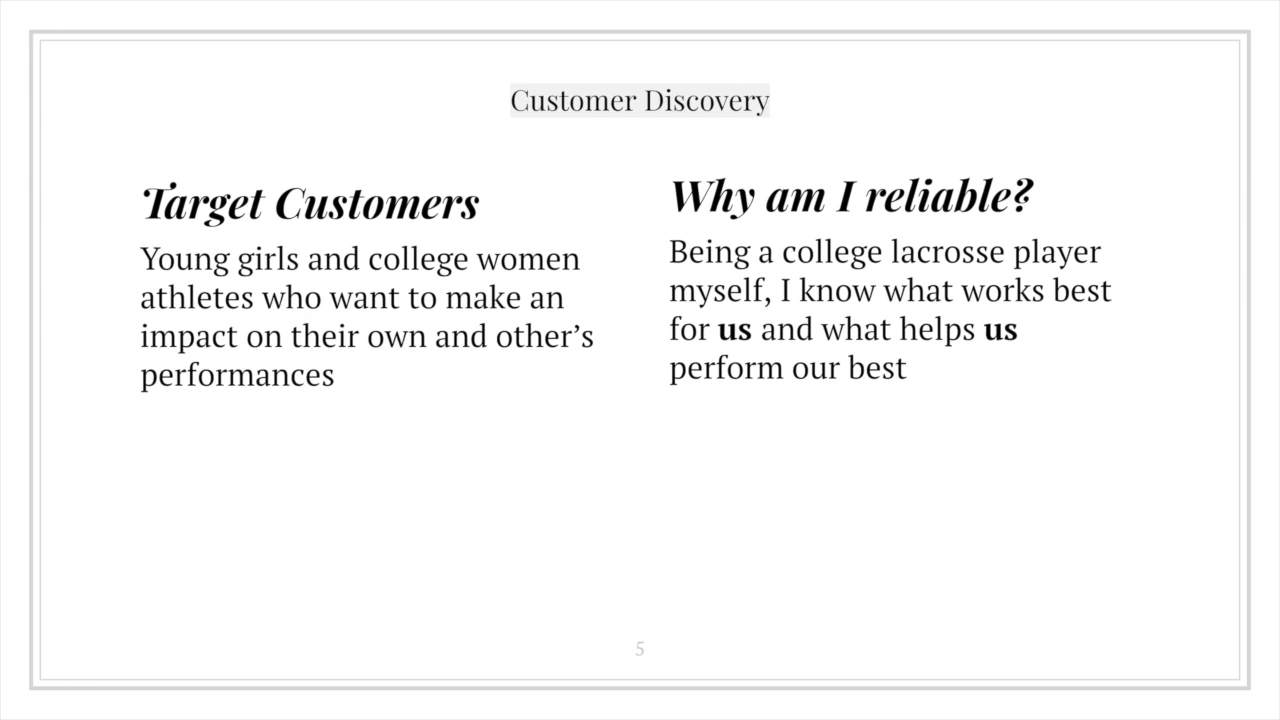 Customer Discovery
Target Customers
Young girls and college women
athletes who want to make an
impact on their own and other’s
performances
Why am I reliable?
Being a college lacrosse player
myself, I know what works best
for us and what helps us
perform our best
5